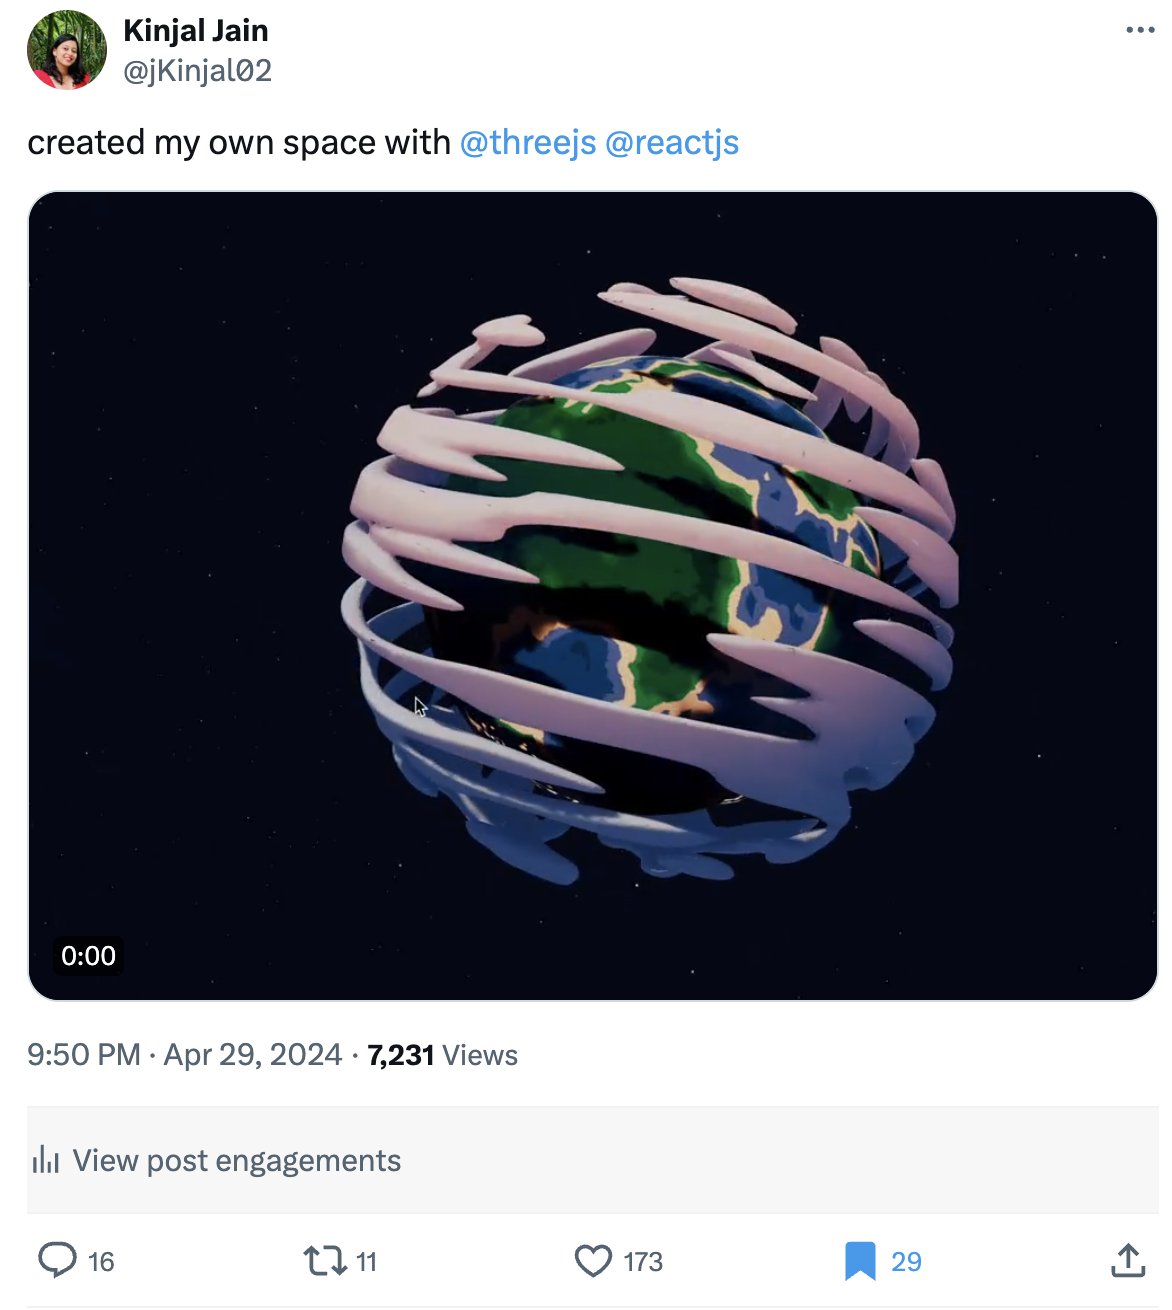 Kinjal Jain
@jKinjal02
created my own space with @threejs @reactjs
0:00
9:50 PM · Apr 29, 2024 · 7,231 Views
View post engagements
16 11 173 29